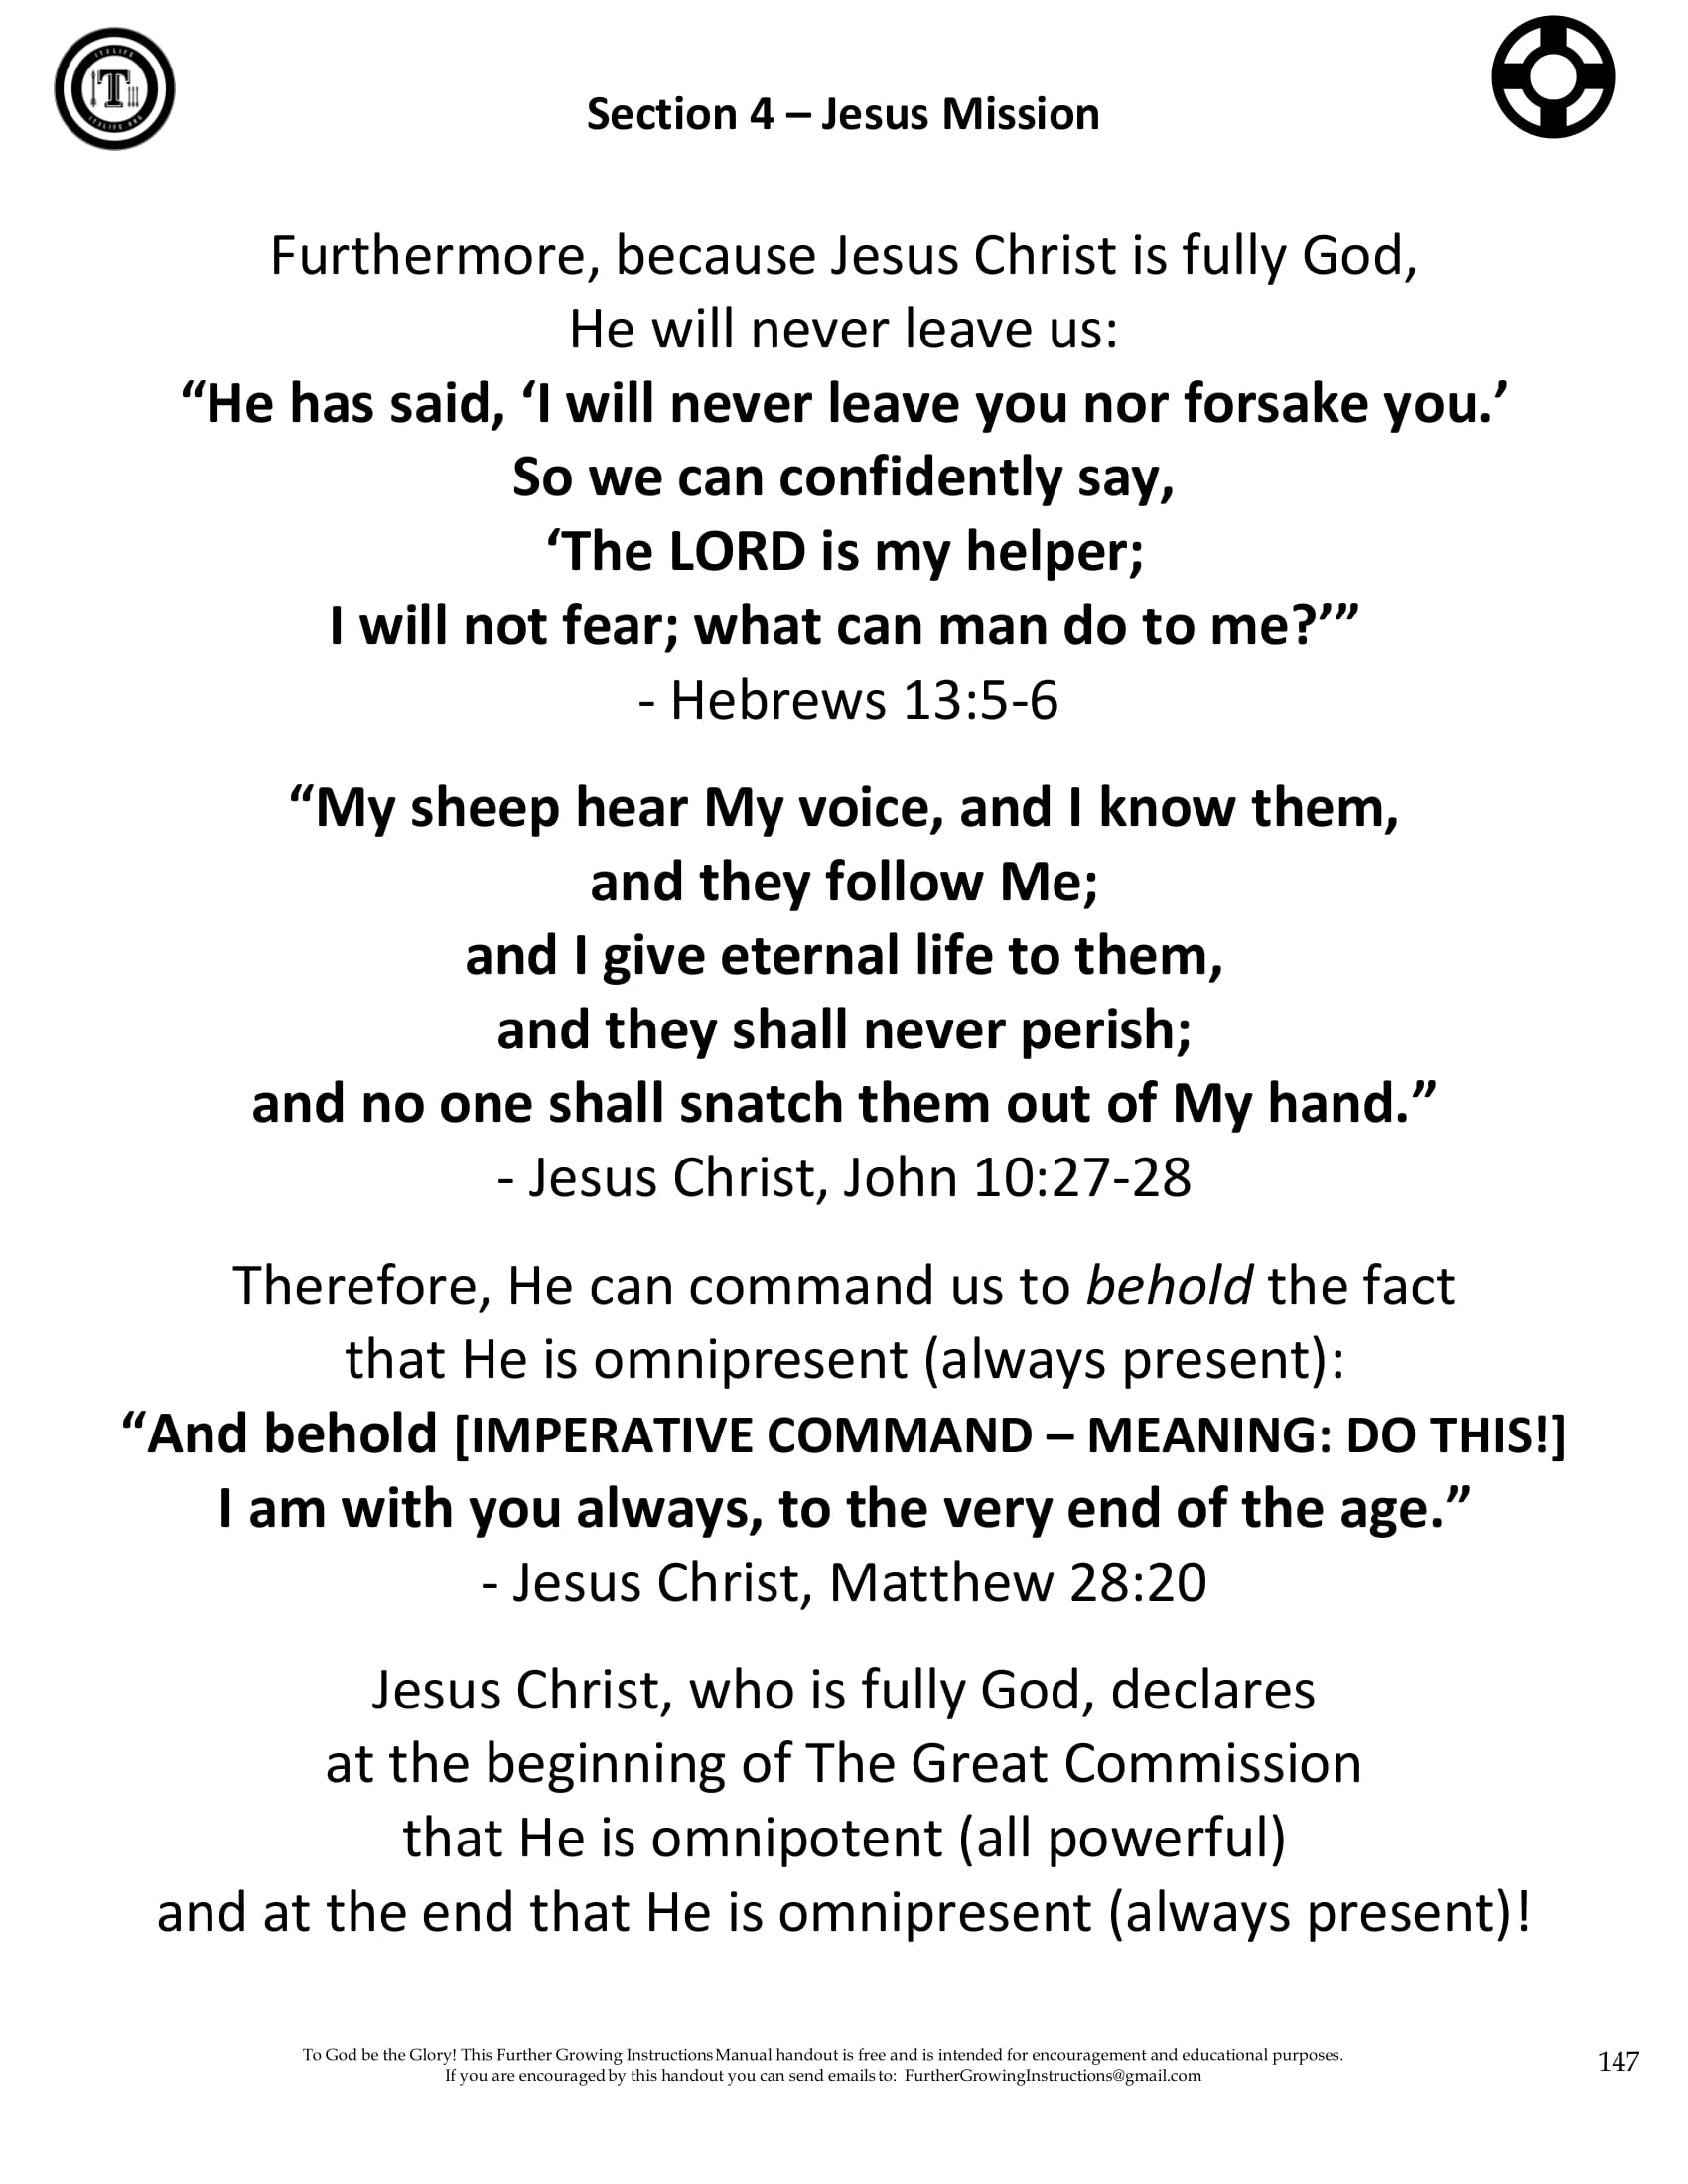 Section 4 – Jesus Mission
Furthermore, because Jesus Christ is fully God,
He will never leave us:
“He has said, ‘I will never leave you nor forsake you.’
So we can confidently say,
‘The LORD is my helper;
I will not fear; what can man do to me?’”
- Hebrews 13:5-6
“My sheep hear My voice, and I know them,
and they follow Me;
and I give eternal life to them,
and they shall never perish;
and no one shall snatch them out of My hand.”
- Jesus Christ, John 10:27-28
Therefore, He can command us to behold the fact
that He is omnipresent (always present):
“And behold [IMPERATIVE COMMAND – MEANING: DO THIS!]
I am with you always, to the very end of the age.”
- Jesus Christ, Matthew 28:20
Jesus Christ, who is fully God, declares
at the beginning of The Great Commission
that He is omnipotent (all powerful)
and at the end that He is omnipresent (always present)!
To God be the Glory! This Further Growing Instructions Manual handout is free and is intended for encouragement and educational purposes.
If you are encouraged by this handout you can send emails to: FurtherGrowingInstructions@gmail.com
147